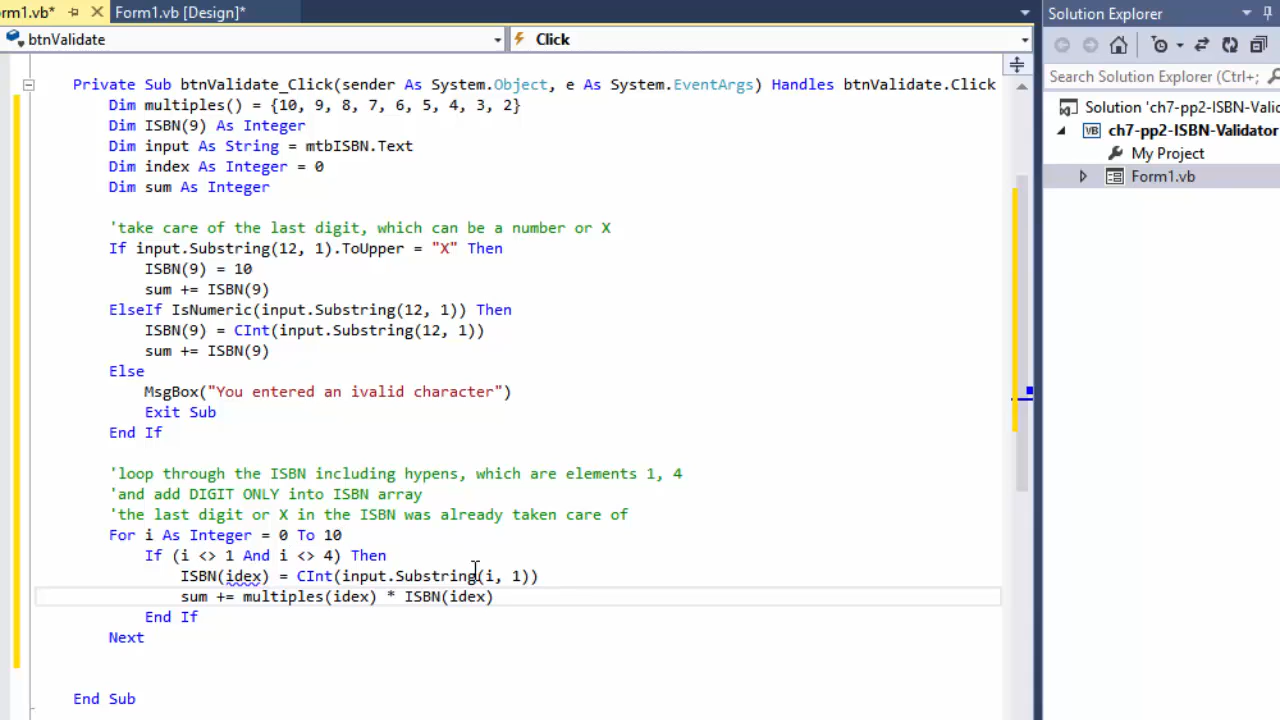 rm1.vb*
Form1.vb [Design]*
btnValidate
Click
Private Sub btnValidate_Click(sender As System.Object, e As System.EventArgs) Handles btnValidate.Click
Dim multiples() = {10, 9, 8, 7, 6, 5, 4, 3, 2}
Dim ISBN(9) As Integer
Dim input As String = mtbISBN.Text
Dim index As Integer = 0
Dim sum As Integer
'take care of the last digit, which can be a number or X
If input.Substring(12, 1).ToUpper = "X" Then
ISBN(9) = 10
sum += ISBN(9)
ElseIf IsNumeric(input.Substring(12, 1)) Then
ISBN(9) = CInt(input.Substring(12, 1))
sum += ISBN(9)
Else
MsgBox("You entered an ivalid character")
Exit Sub
End If
'loop through the ISBN including hypens, which are elements 1, 4
'and add DIGIT ONLY into ISBN array
'the last digit or X in the ISBN was already taken care of
For i As Integer = 0 To 10
If (i <> 1 And i <> 4) Then
ISBN(idex) = CInt(input.Substring(i, 1))
sum += multiples(idex) * ISBN(idex)
End If
Next
End Sub
Solution Explorer
Search Solution Explorer (Ctrl+;
Solution 'ch7-pp2-ISBN-Valid
VB ch7-pp2-ISBN-Validator
My Project
Form1.vb